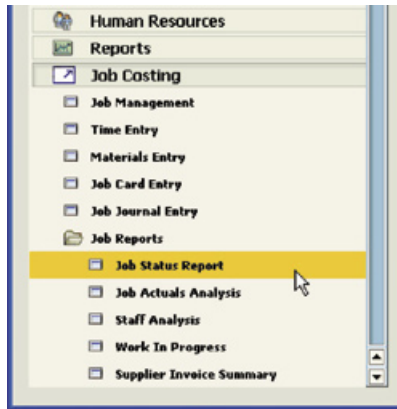 Human Resources
Reports
Job Costing
Job Management
Time Entry
Materials Entry
Job Card Entry
Job Journal Entry
Job Reports
Job Status Report
Job Actuals Analysis
Staff Analysis
Work In Progress
Supplier Invoice Summary